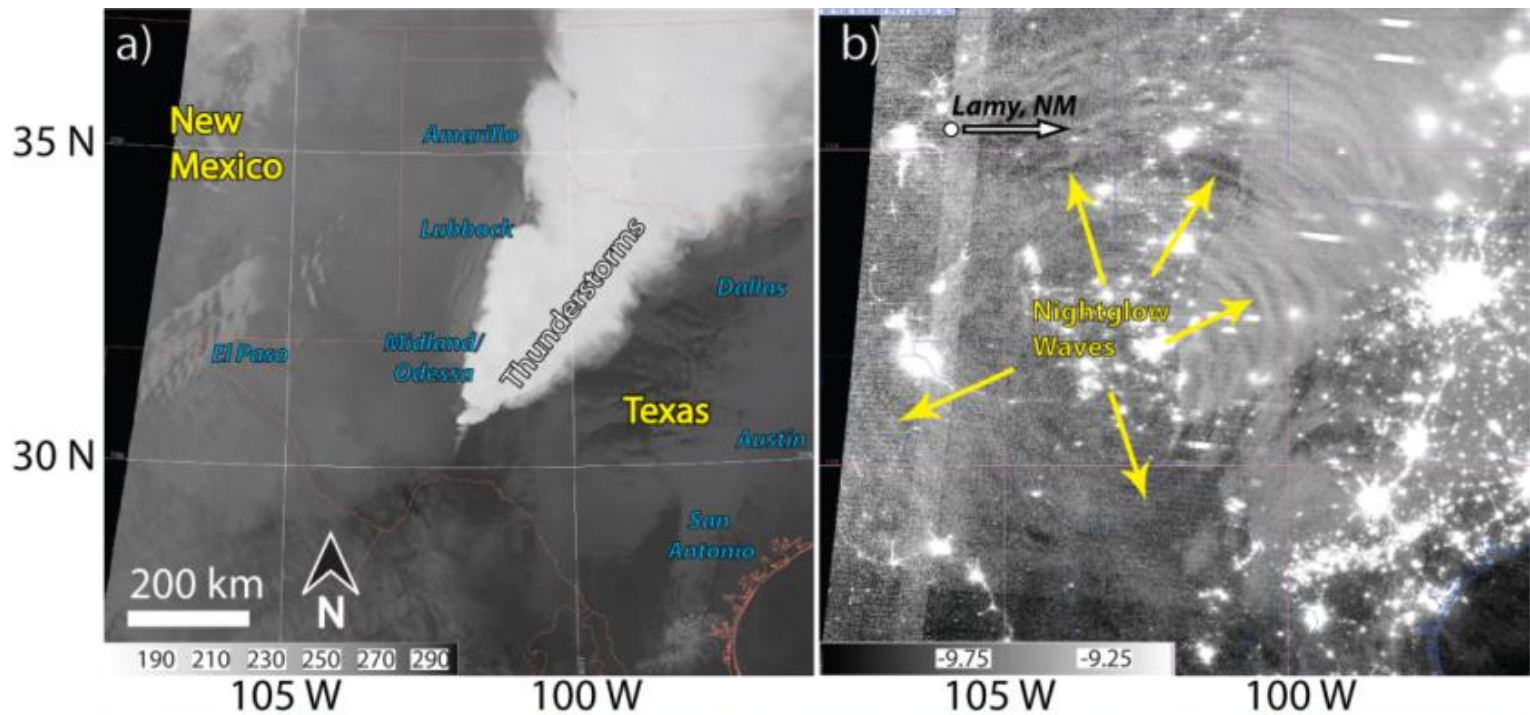 a)
New
Mexico
Amarillo
Lubbock
Dallas
El Paso
Midland/
Odessa
Thunderstorms
Texas
Austin
San
Antonio
35 N
30 N
200 km
N
190 210 230 250 270 290
105 W 100 W
b)
Lamy, NM
Nightglow
Waves
-9.75 -9.25
105 W 100 W